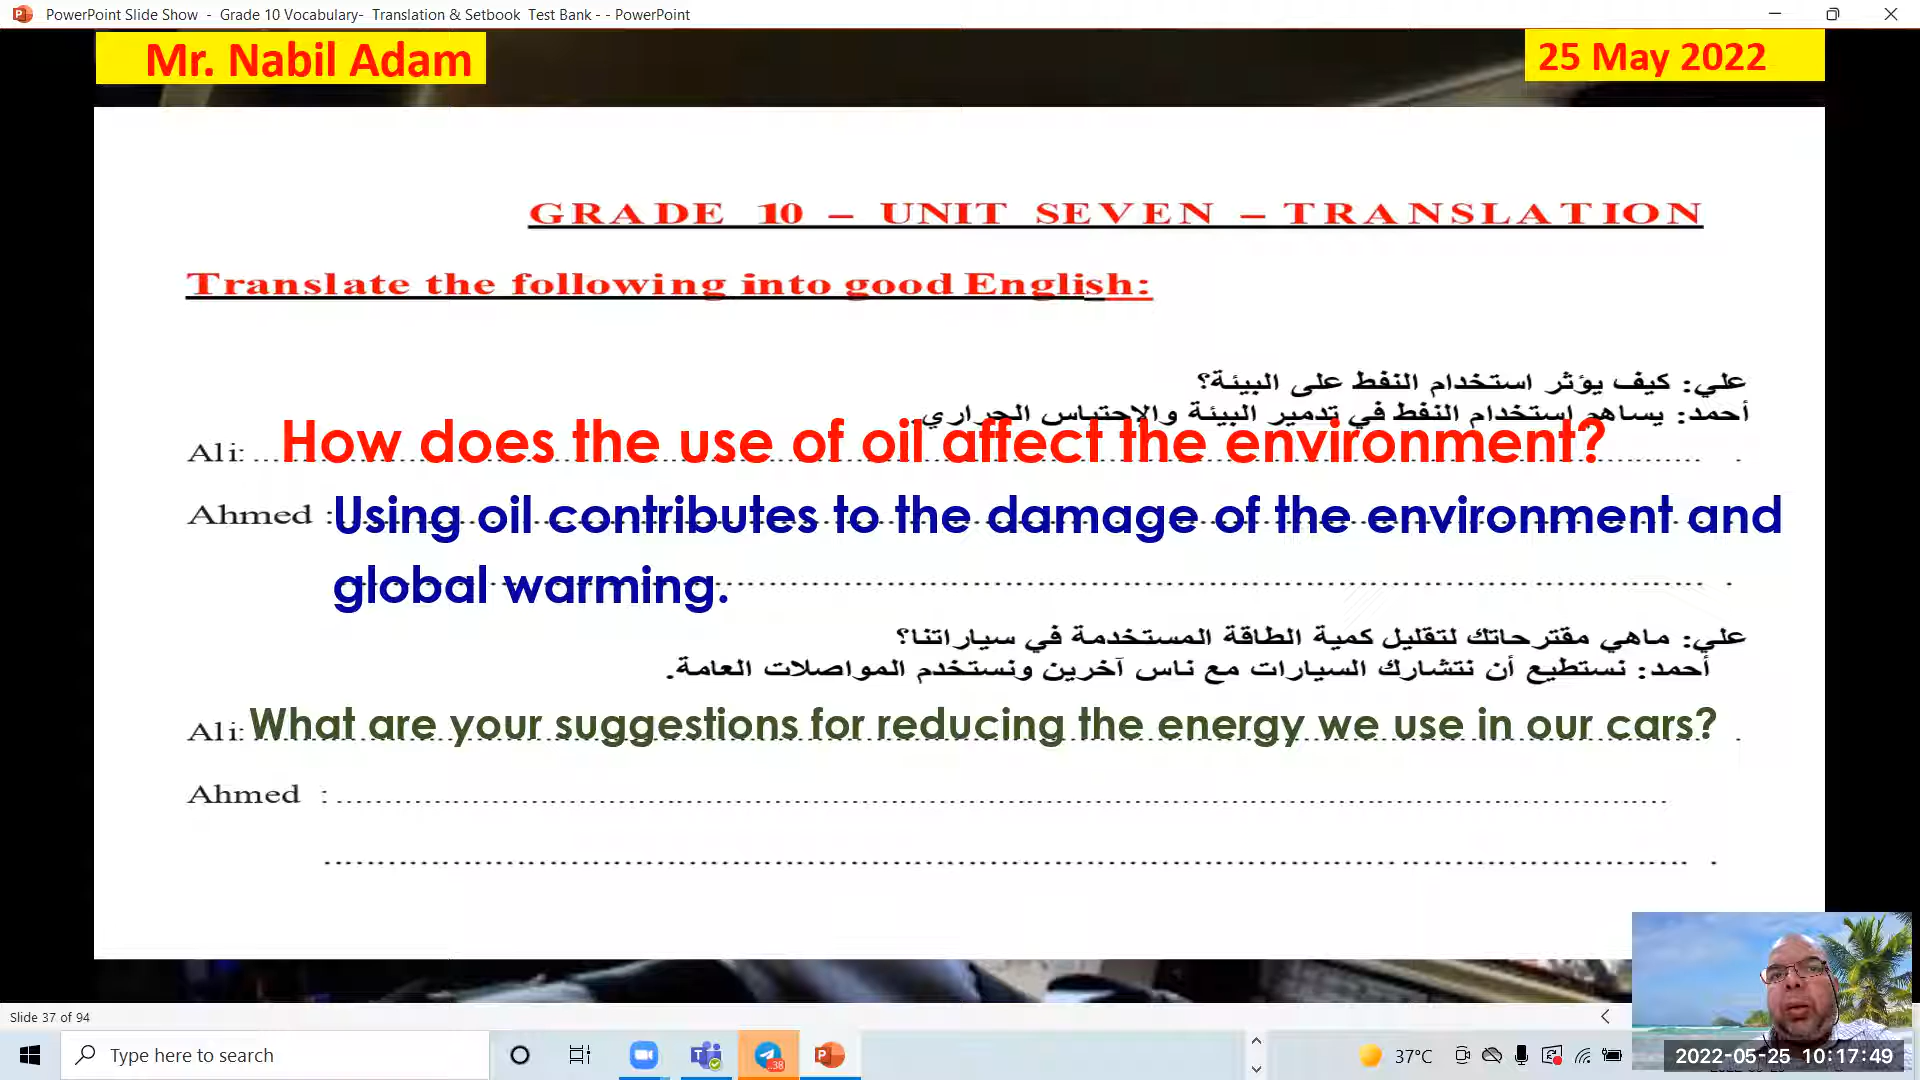 PowerPoint Slide Show - Grade 10 Vocabulary- Translation & Setbook Test Bank - - PowerPoint
Mr. Nabil Adam
25 May 2022
GRADE 10 – UNIT SEVEN – TRANSLATION
Translate the following into good English:
علي: كيف يؤثر استخدام النفط على البيئة؟
أحمد: يساهم استخدام النفط في تدمير البيئة والإحتباس الحراري.
Ali: How does the use of oil affect the environment?
Ahmed : Using oil contributes to the damage of the environment and
global warming.
علي: ماهي مقترحاتك لتقليل كمية الطاقة المستخدمة في سياراتنا؟
أحمد: نستطيع أن نتشارك السيارات مع ناس آخرين ونستخدم المواصلات العامة.
Ali: What are your suggestions for reducing the energy we use in our cars?
Ahmed :
Slide 37 of 94
Type here to search
37°C
2022-05-25 10:17:49